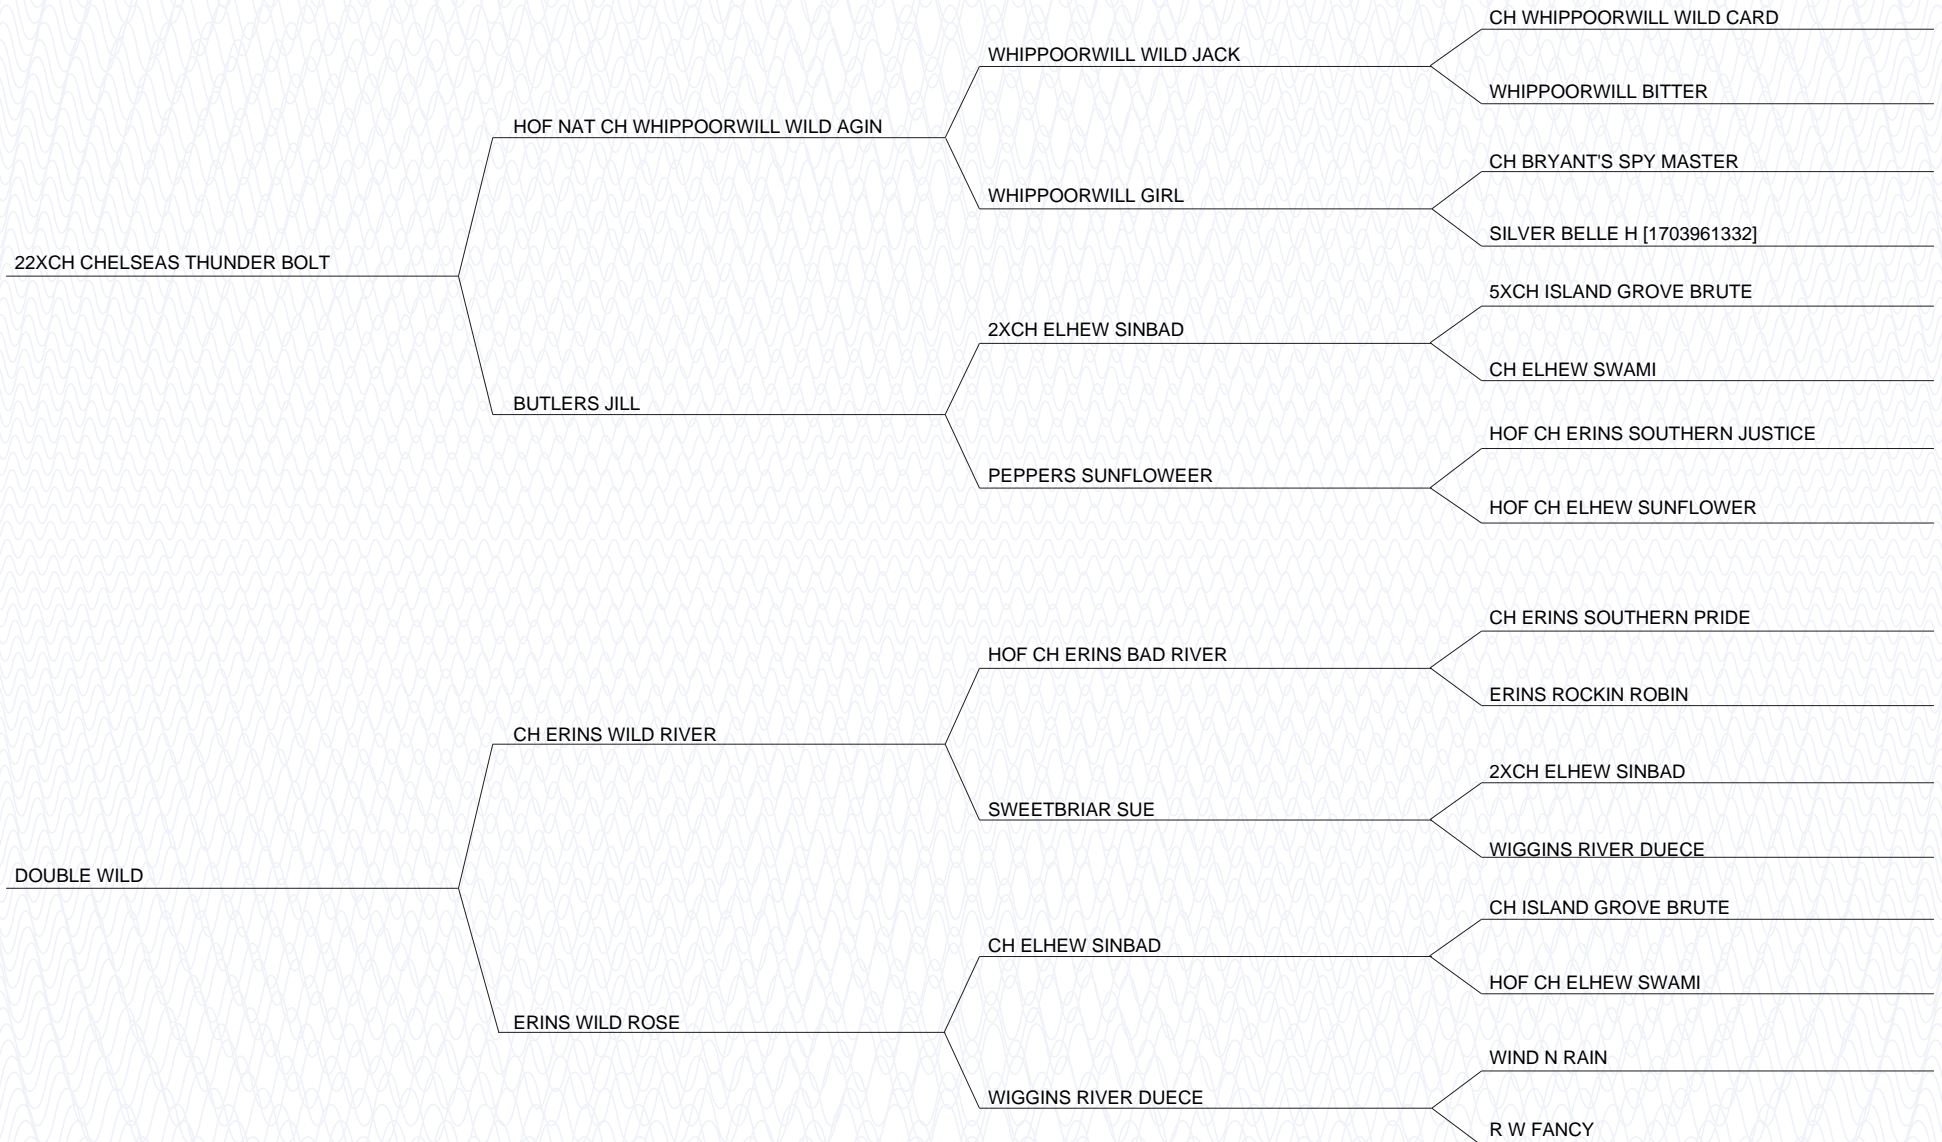 CH WHIPPOORWILL WILD CARD
WHIPPOORWILL WILD JACK
WHIPPOORWILL BITTER
HOF NAT CH WHIPPOORWILL WILD AGIN
CH BRYANT'S SPY MASTER
WHIPPOORWILL GIRL
SILVER BELLE H [1703961332]
22XCH CHELSEAS THUNDER BOLT
5XCH ISLAND GROVE BRUTE
2XCH ELHEW SINBAD
CH ELHEW SWAMI
BUTLERS JILL
HOF CH ERINS SOUTHERN JUSTICE
PEPPERS SUNFLOWEER
HOF CH ELHEW SUNFLOWER
CH ERINS SOUTHERN PRIDE
HOF CH ERINS BAD RIVER
ERINS ROCKIN ROBIN
CH ERINS WILD RIVER
2XCH ELHEW SINBAD
SWEETBRIAR SUE
WIGGINS RIVER DUECE
DOUBLE WILD
CH ISLAND GROVE BRUTE
CH ELHEW SINBAD
HOF CH ELHEW SWAMI
ERINS WILD ROSE
WIND N RAIN
WIGGINS RIVER DUECE
R W FANCY